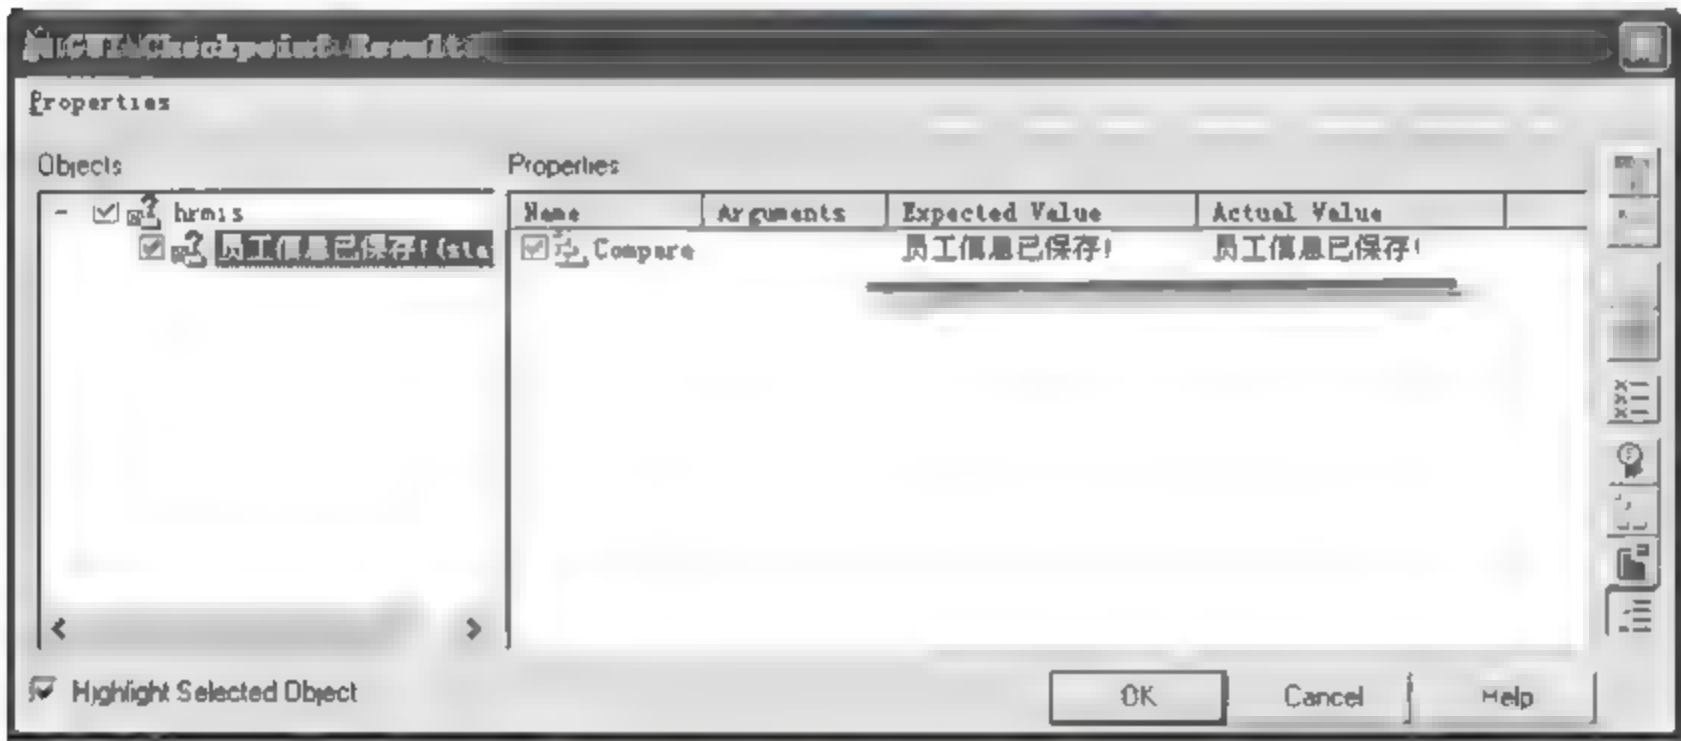 GUI Checkpoint Results
Properties
Objects
Properties
hrmis
员工信息已保存!(sta
Name Arguments Expected Value Actual Value
Compare 员工信息已保存! 员工信息已保存!
Highlight Selected Object
OK Cancel Help